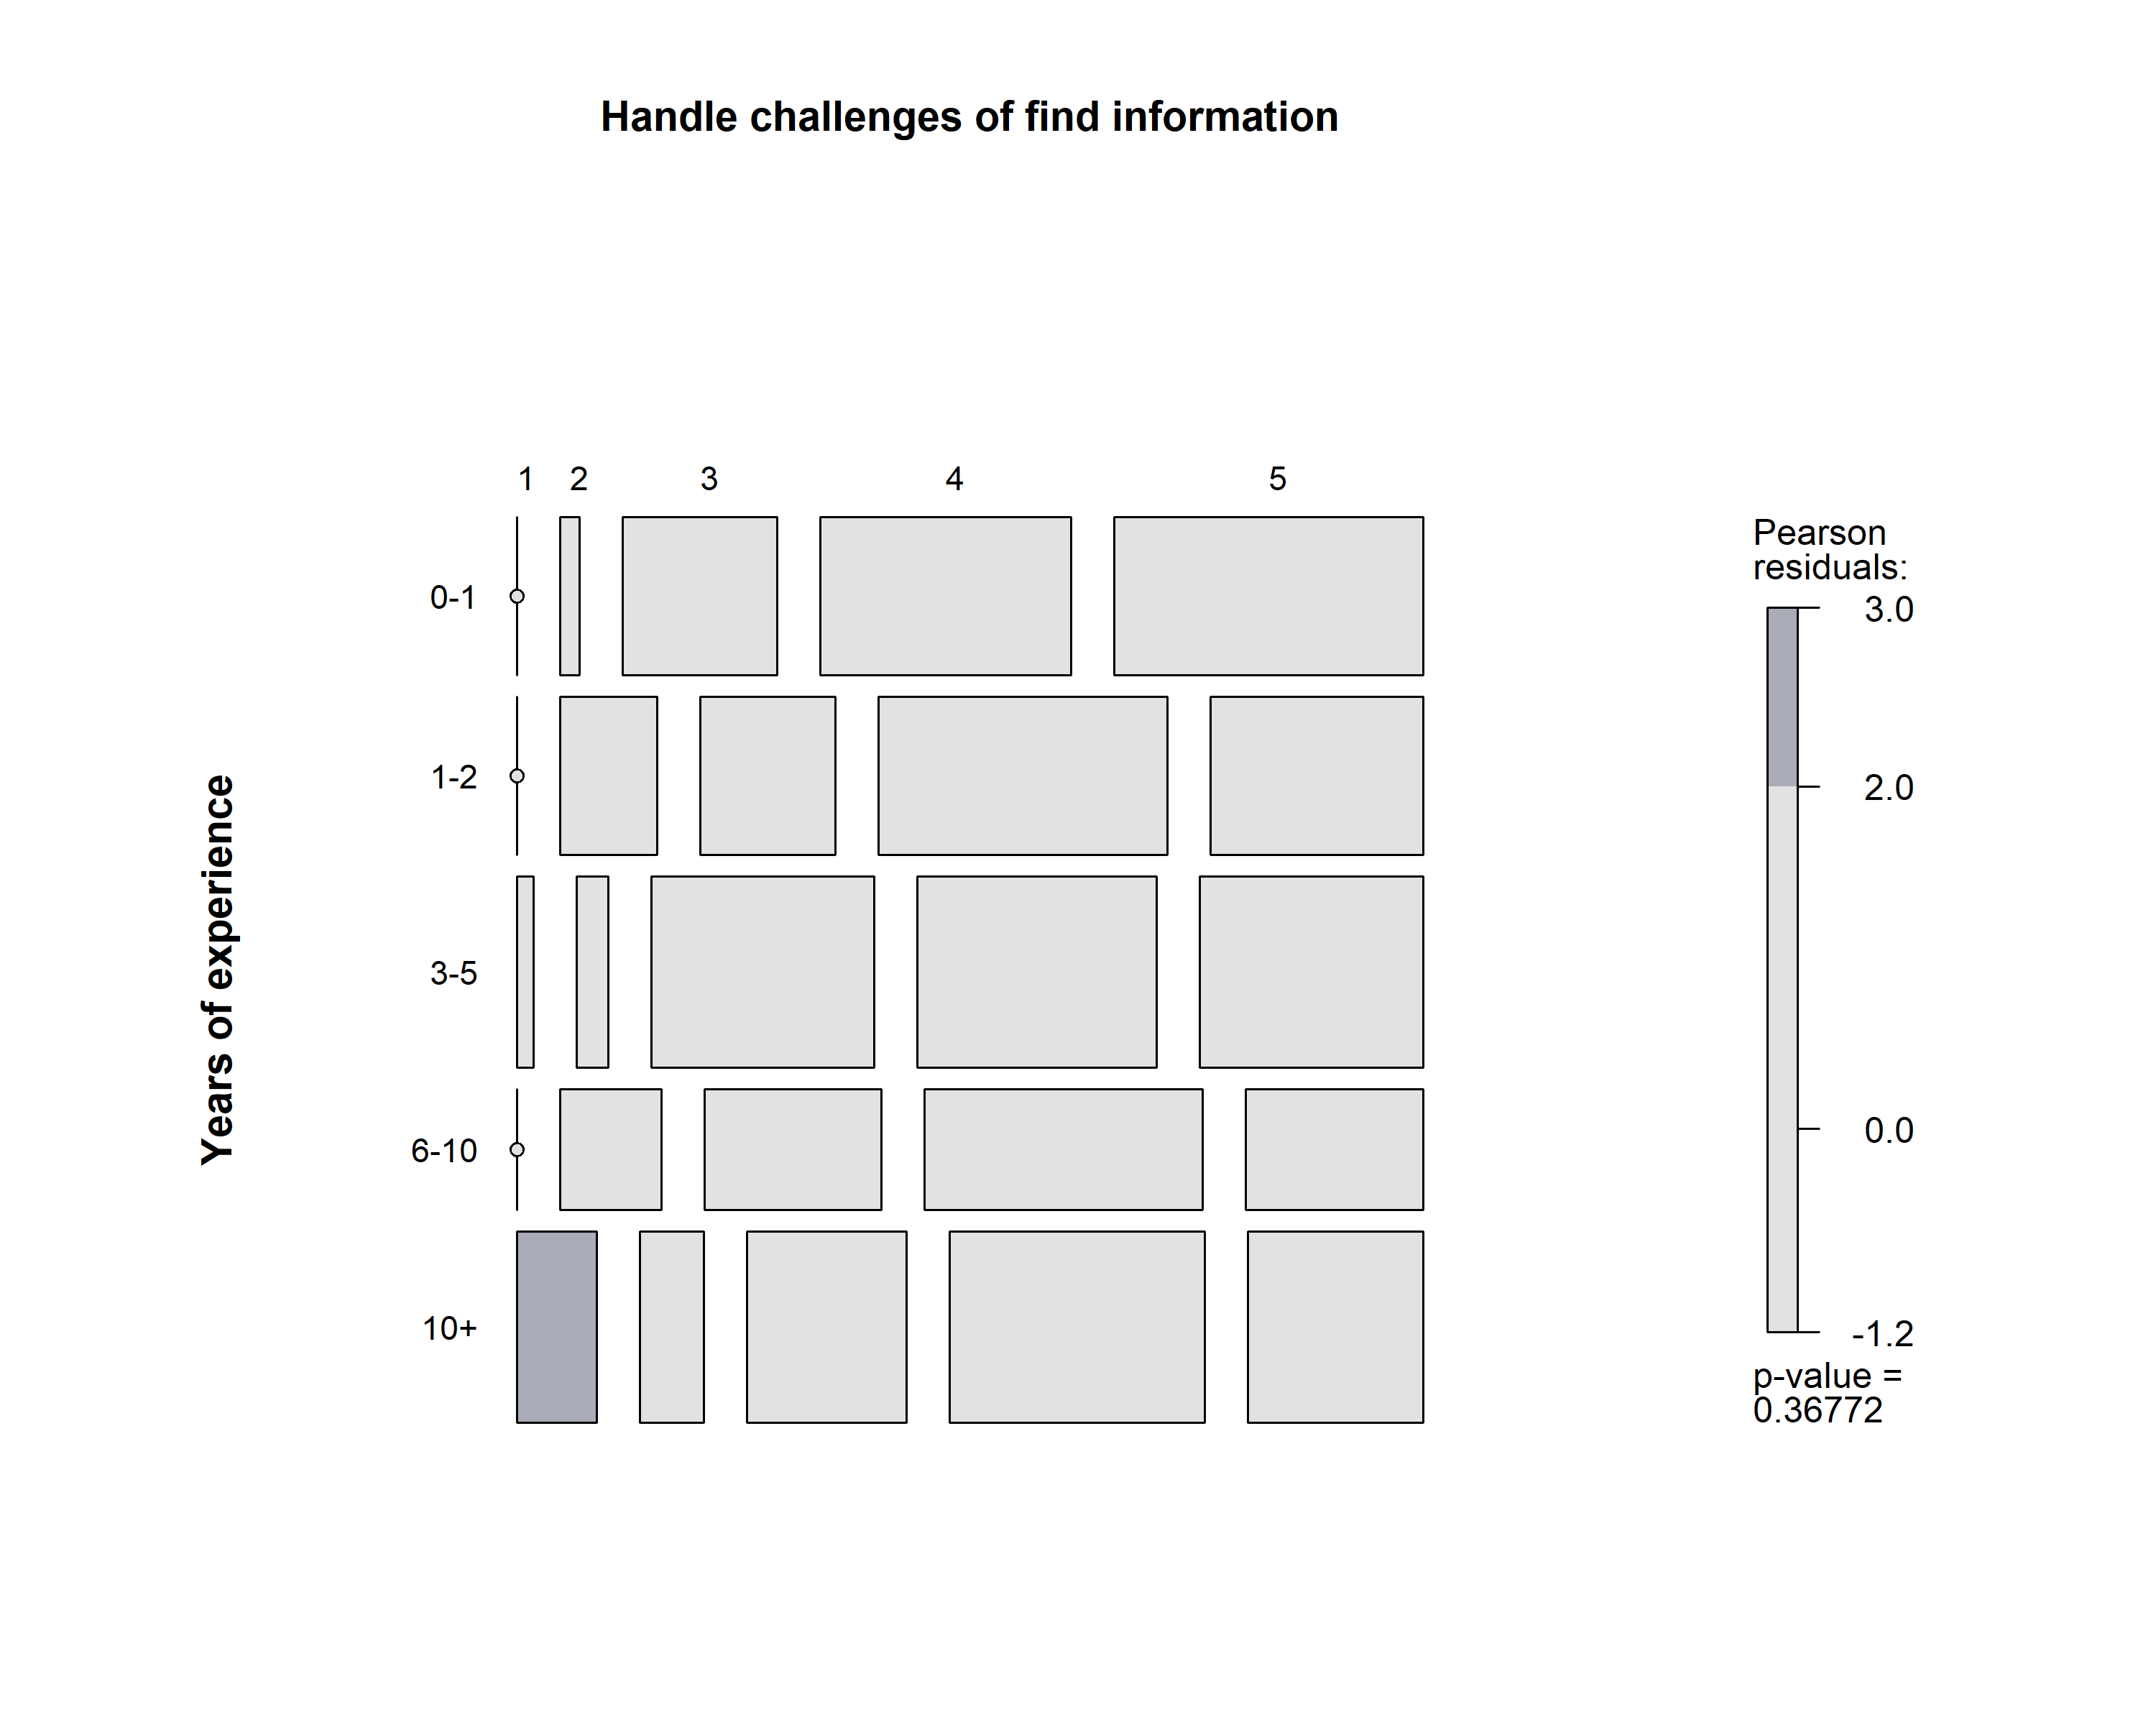 Handle challenges of find information
1 2 3 4 5
Years of experience
0-1
1-2
3-5
6-10
10+
Pearson
residuals:
3.0
2.0
0.0
-1.2
p-value =
0.36772